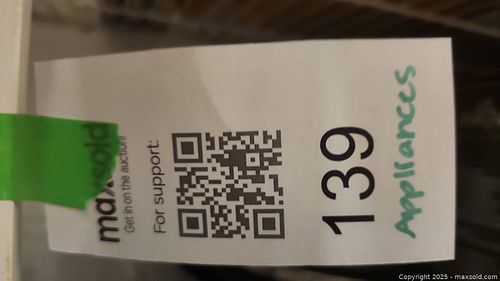 maxsold
Get in on the auction!
For support:
139
Appliances
Copyright 2025 - maxsold.com